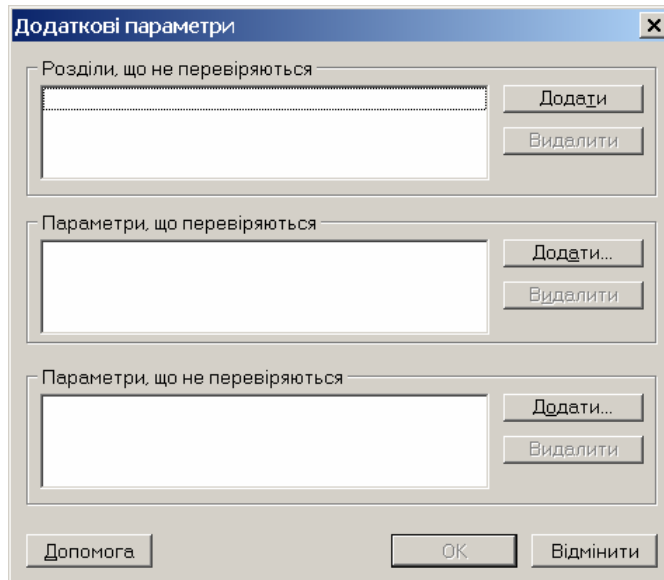 Додаткові параметри
Розділи, що не перевіряються
Додати
Видалити
Параметри, що перевіряються
Додати...
Видалити
Параметри, що не перевіряються
Додати...
Видалити
Допомога
OK
Відмінити